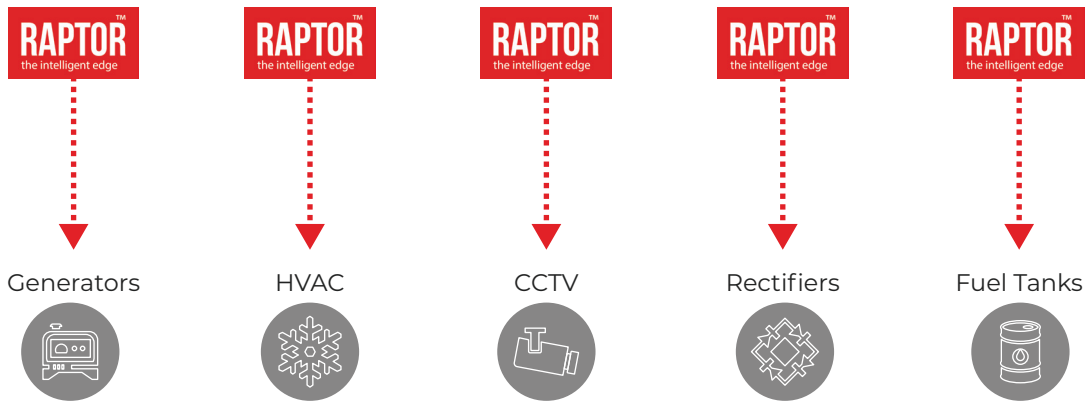 RAPTOR™
the intelligent edge
RAPTOR™
the intelligent edge
RAPTOR™
the intelligent edge
RAPTOR™
the intelligent edge
RAPTOR™
the intelligent edge
Generators
HVAC
CCTV
Rectifiers
Fuel Tanks